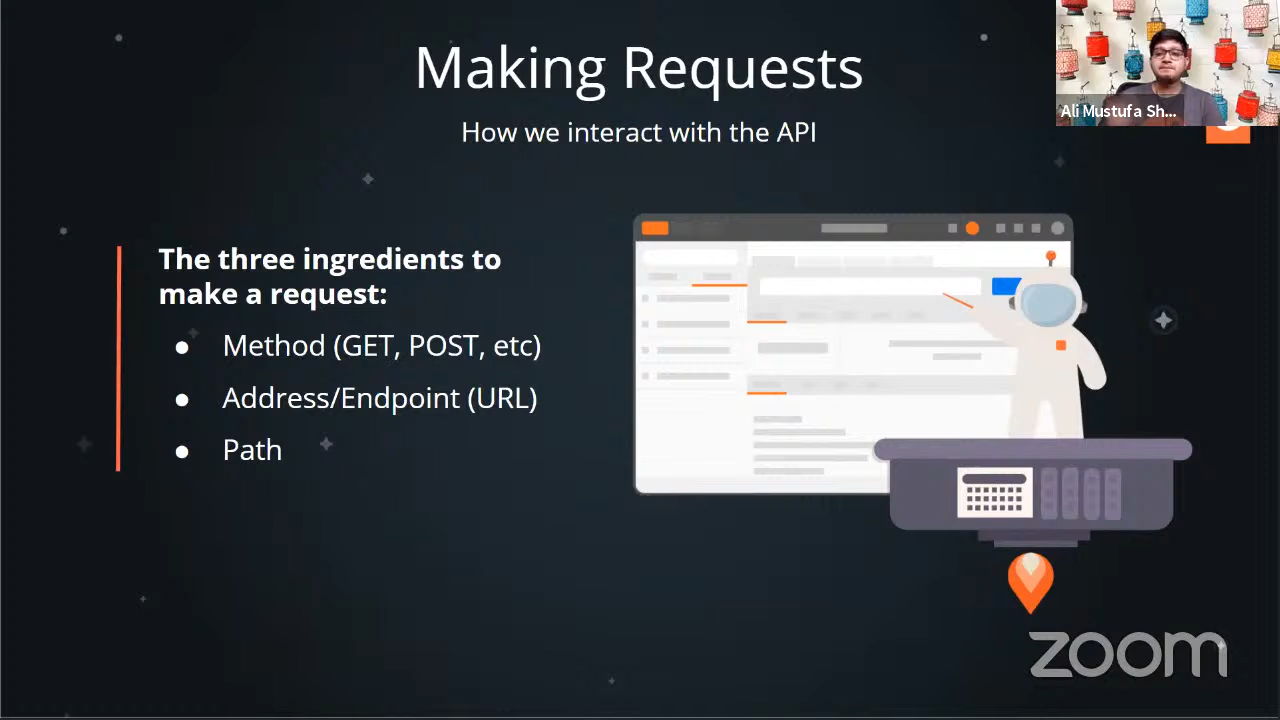 Making Requests
How we interact with the API
Ali Mustufa Sh...
The three ingredients to
make a request:
● Method (GET, POST, etc)
● Address/Endpoint (URL)
● Path
zoom